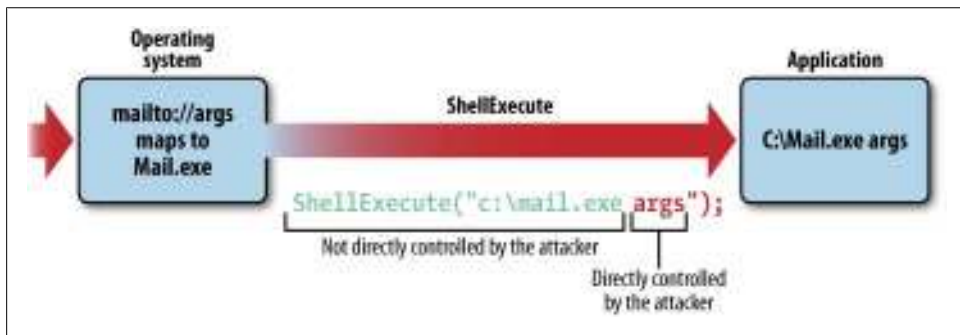 Operating
system
mailto://args
maps to
Mail.exe
ShellExecute
Application
C:\Mail.exe args
ShellExecute("c:\mail.exe args");
Not directly controlled by the attacker
Directly controlled
by the attacker